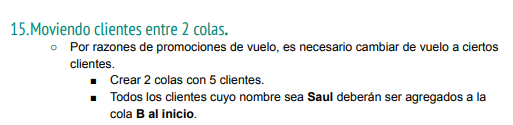 15.Moviendo clientes entre 2 colas.
○ Por razones de promociones de vuelo, es necesario cambiar de vuelo a ciertos
clientes.
■ Crear 2 colas con 5 clientes.
■ Todos los clientes cuyo nombre sea Saul deberán ser agregados a la
cola B al inicio.